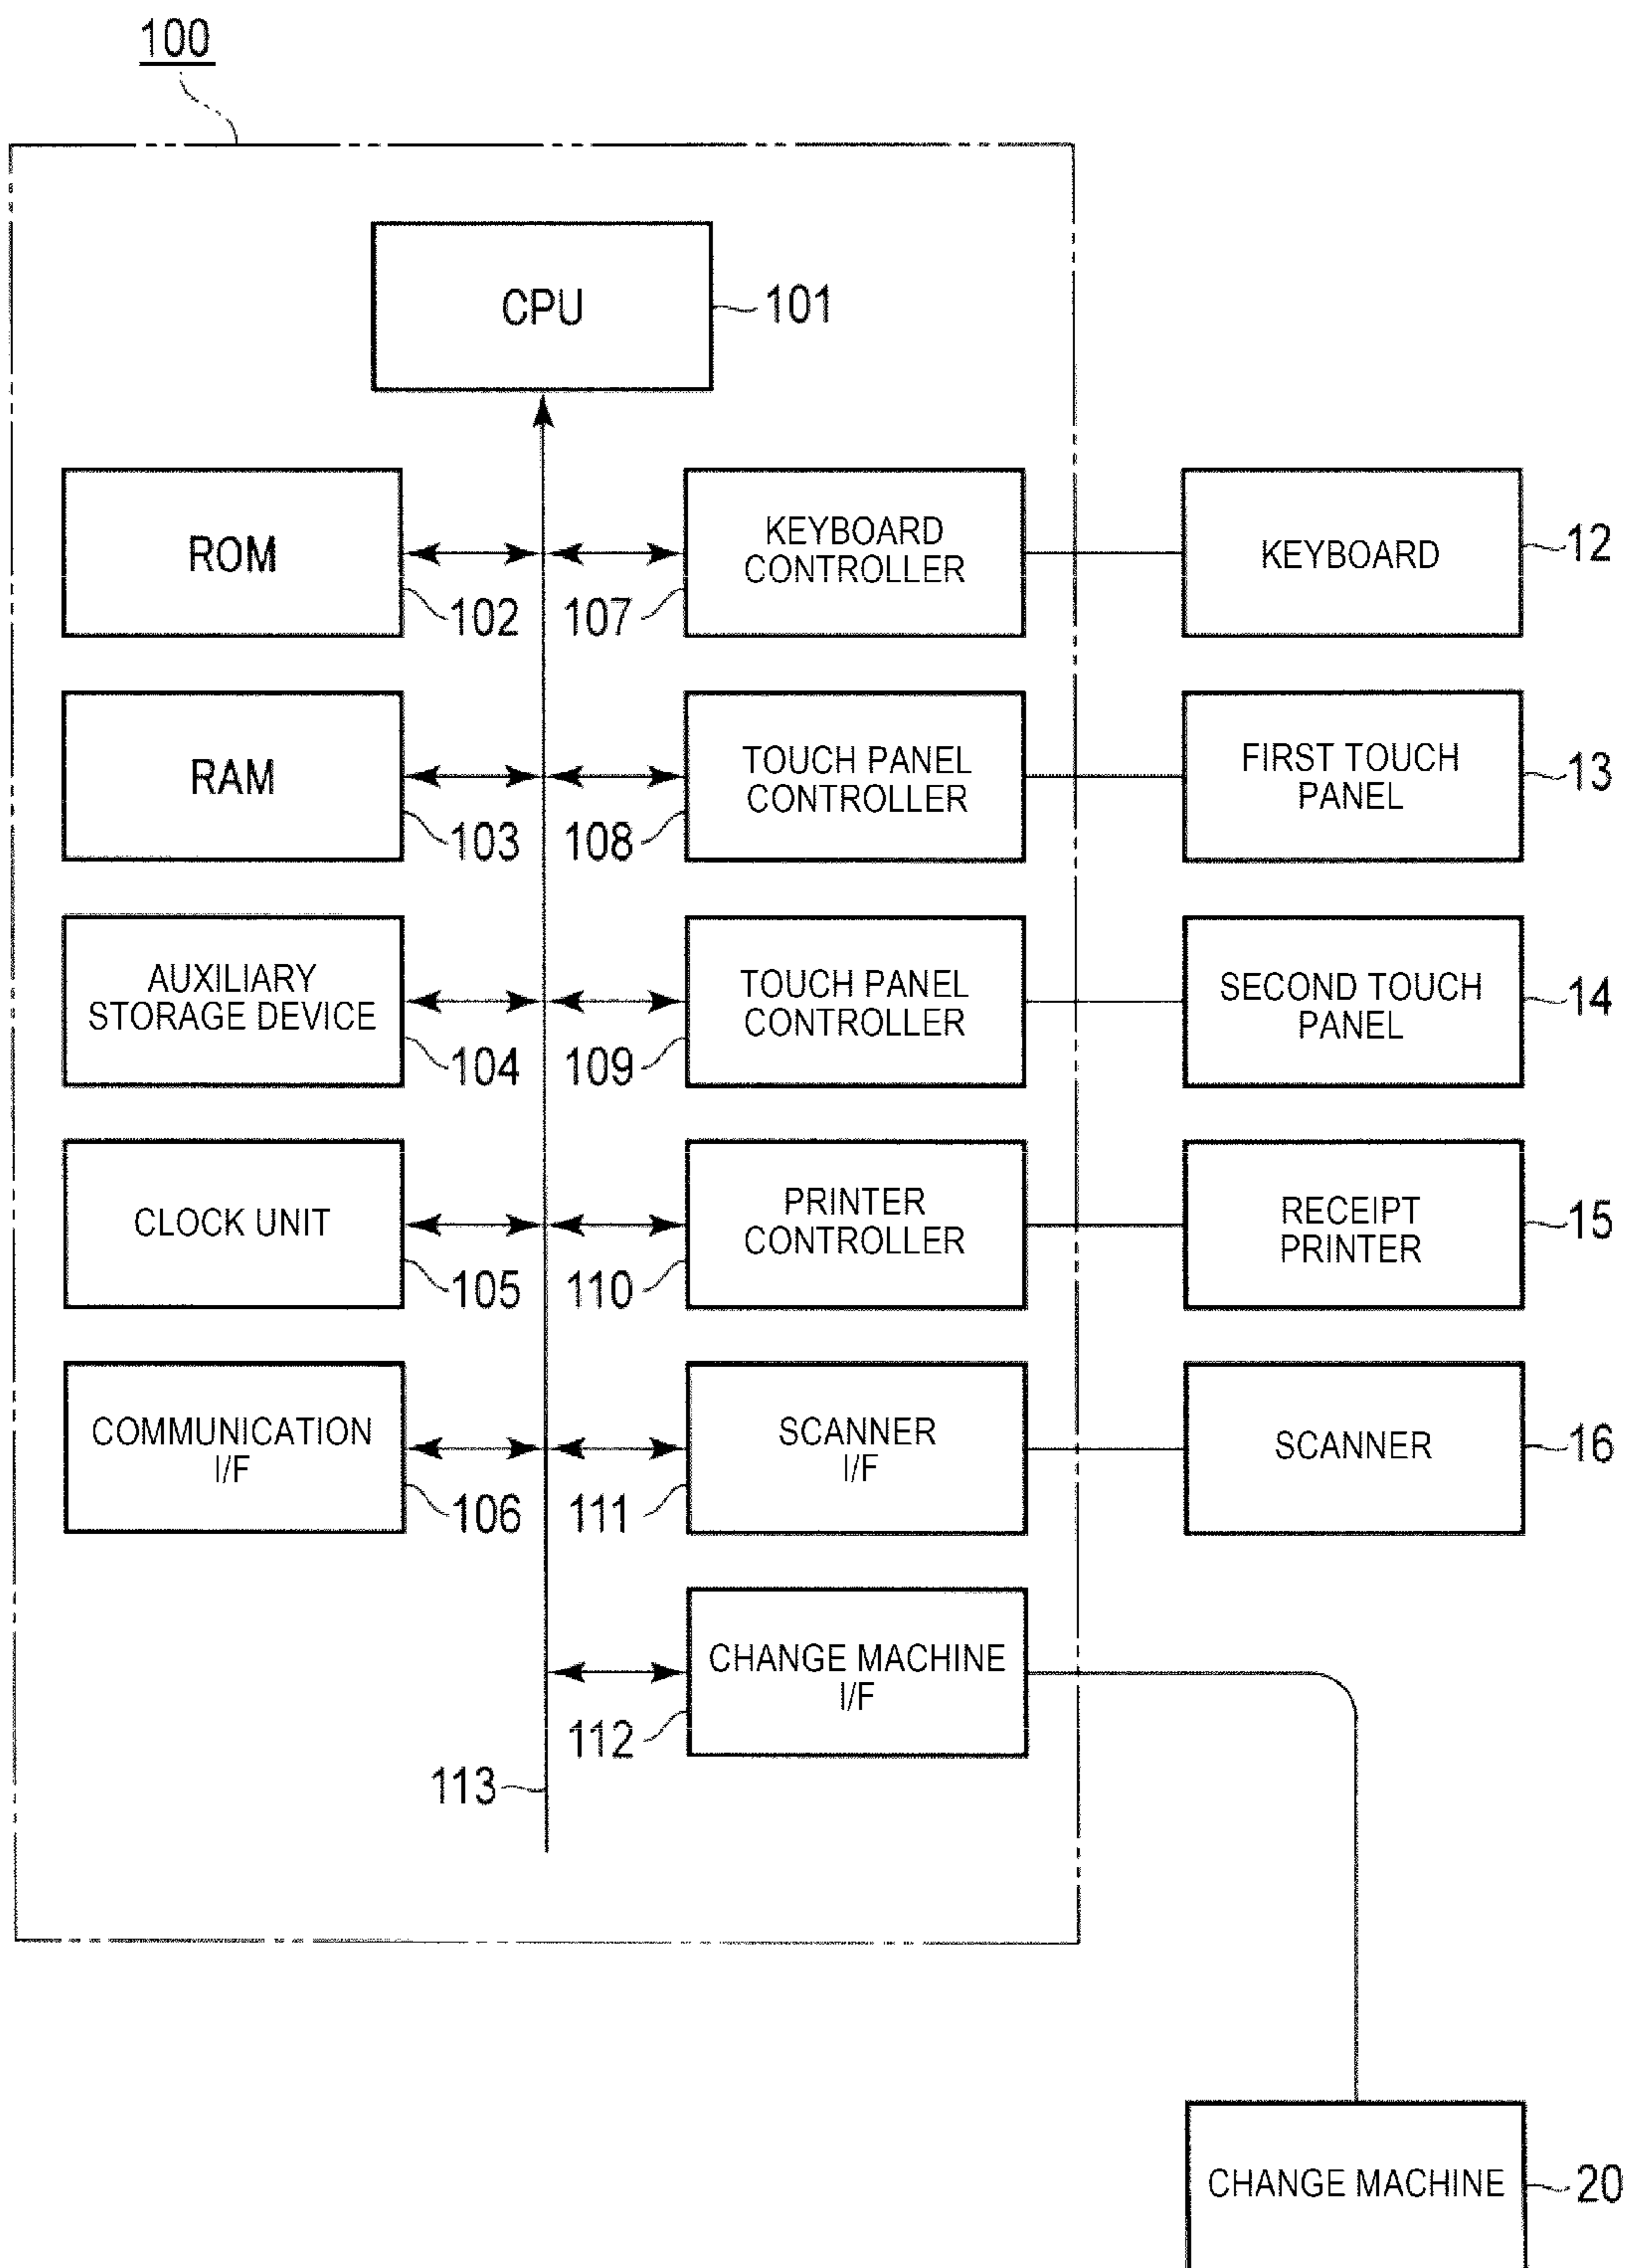 100
CPU
101
ROM
102
107
KEYBOARD
CONTROLLER
KEYBOARD
12
RAM
103
108
TOUCH PANEL
CONTROLLER
FIRST TOUCH
PANEL
13
AUXILIARY
STORAGE DEVICE
104
109
TOUCH PANEL
CONTROLLER
SECOND TOUCH
PANEL
14
CLOCK UNIT
105
110
PRINTER
CONTROLLER
RECEIPT
PRINTER
15
COMMUNICATION
I/F
106
111
SCANNER
I/F
SCANNER
16
CHANGE MACHINE
I/F
112
113
CHANGE MACHINE
20